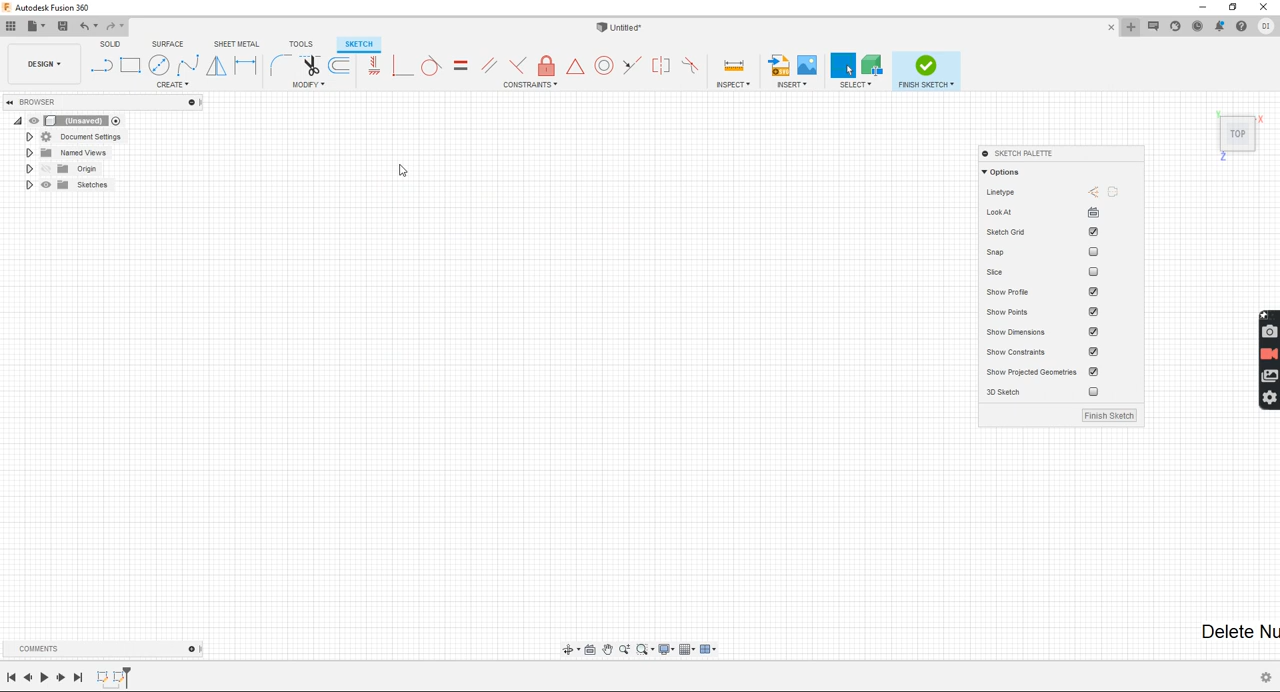 Autodesk Fusion 360
Untitled*
DI
SOLID SURFACE SHEET METAL TOOLS SKETCH
DESIGN
CREATE MODIFY CONSTRAINTS INSPECT INSERT SELECT FINISH SKETCH
BROWSER
(Unsaved)
Document Settings
Named Views
Origin
Sketches
TOP
X
Y
Z
SKETCH PALETTE
Options
Linetype
Look At
Sketch Grid
Snap
Slice
Show Profile
Show Points
Show Dimensions
Show Constraints
Show Projected Geometries
3D Sketch
Finish Sketch
Delete Nu
COMMENTS